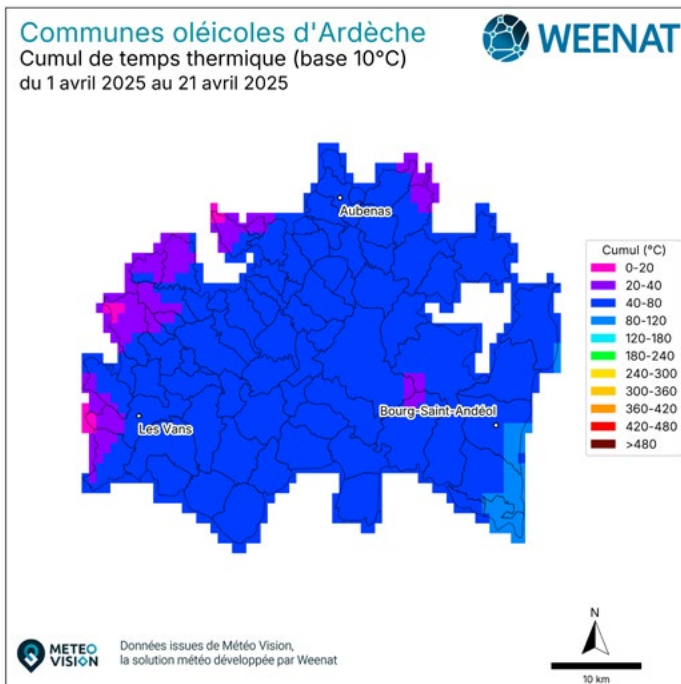 Communes oléicoles d'Ardèche
Cumul de temps thermique (base 10°C)
du 1 avril 2025 au 21 avril 2025
WEENAT
Aubenas
Les Vans
Bourg-Saint-Andéol
Cumul (°C)
0-20
20-40
40-80
80-120
120-180
180-240
240-300
300-360
360-420
420-480
>480
METEO
VISION
Données issues de Météo Vision,
la solution météo développée par Weenat
N
10 km